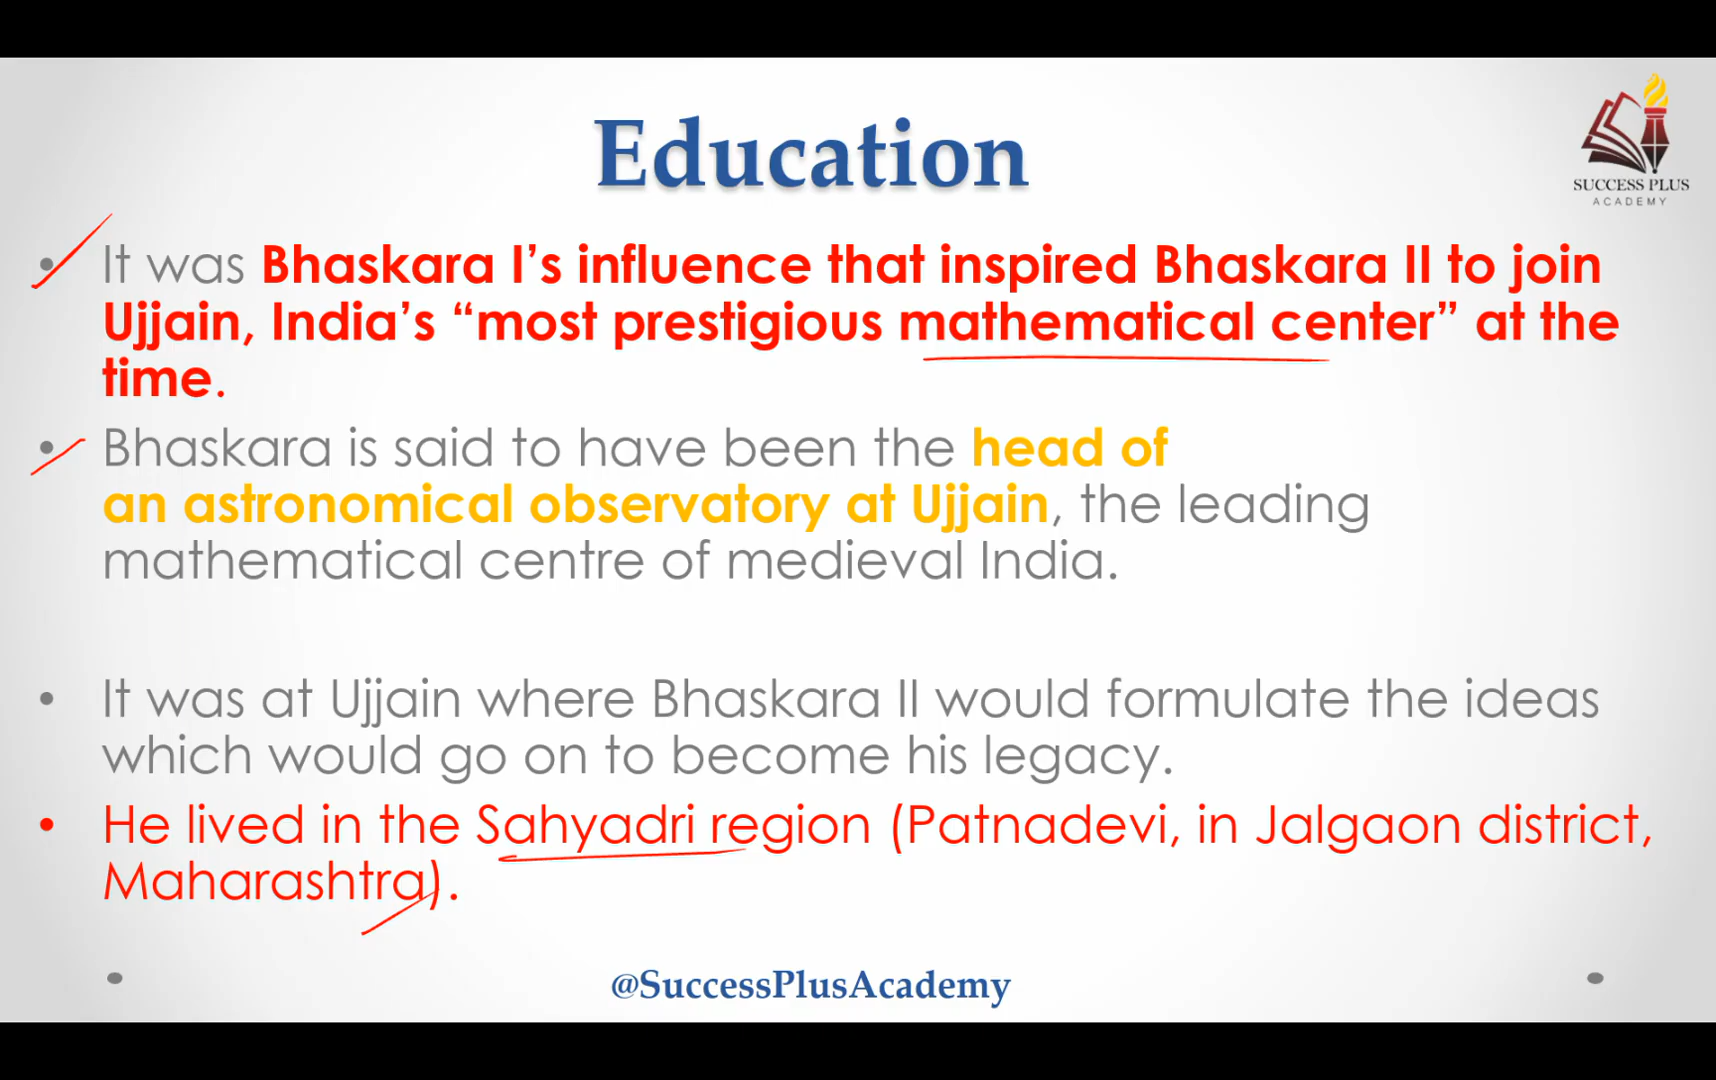 Education
SUCCESS PLUS
ACADEMY
• It was Bhaskara I’s influence that inspired Bhaskara II to join
Ujjain, India’s “most prestigious mathematical center” at the
time.
• Bhaskara is said to have been the head of
an astronomical observatory at Ujjain, the leading
mathematical centre of medieval India.
• It was at Ujjain where Bhaskara II would formulate the ideas
which would go on to become his legacy.
• He lived in the Sahyadri region (Patnadevi, in Jalgaon district,
Maharashtra).
@SuccessPlusAcademy